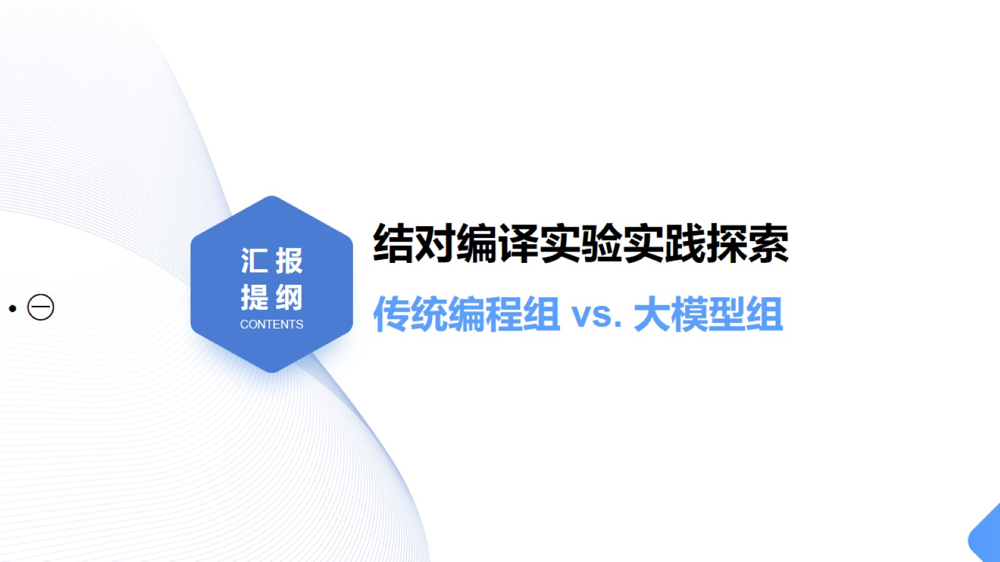 汇 报
提 纲
CONTENTS
结对编译实验实践探索
传统编程组 vs. 大模型组
• ㊀